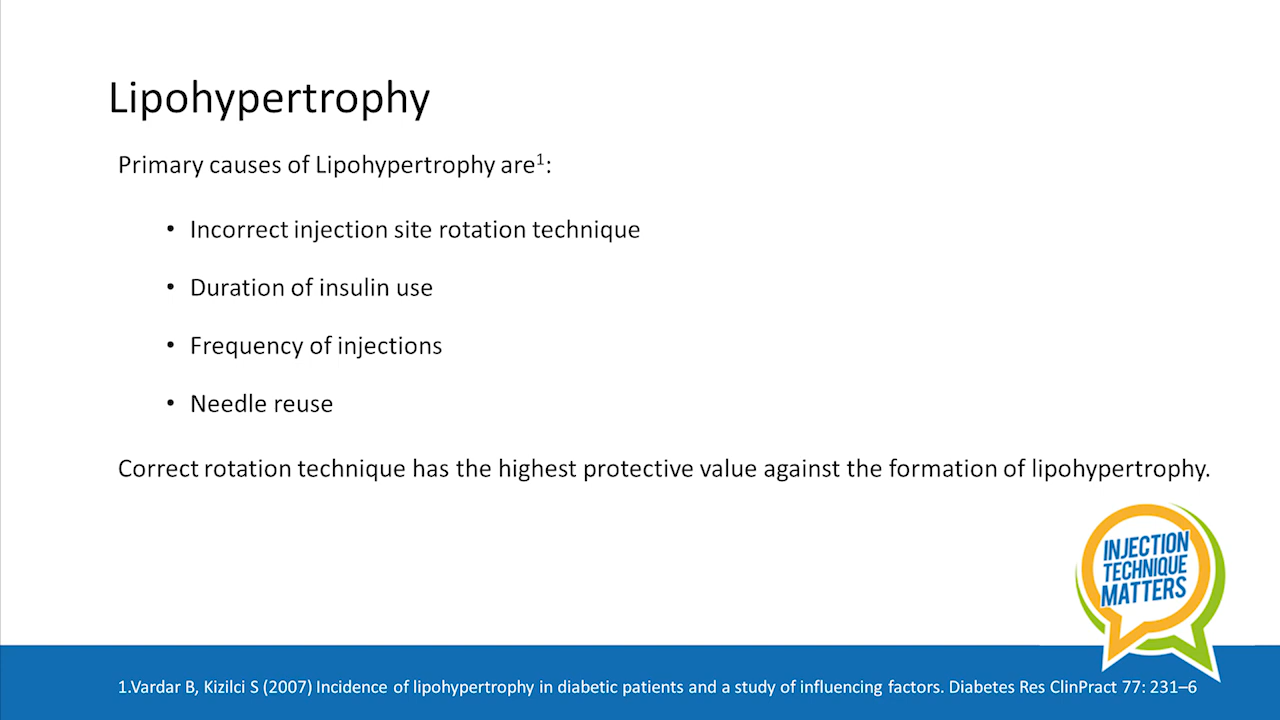 Lipohypertrophy
Primary causes of Lipohypertrophy are¹:
• Incorrect injection site rotation technique
• Duration of insulin use
• Frequency of injections
• Needle reuse
Correct rotation technique has the highest protective value against the formation of lipohypertrophy.
INJECTION
TECHNIQUE
MATTERS
1.Vardar B, Kizilci S (2007) Incidence of lipohypertrophy in diabetic patients and a study of influencing factors. Diabetes Res ClinPract 77: 231–6